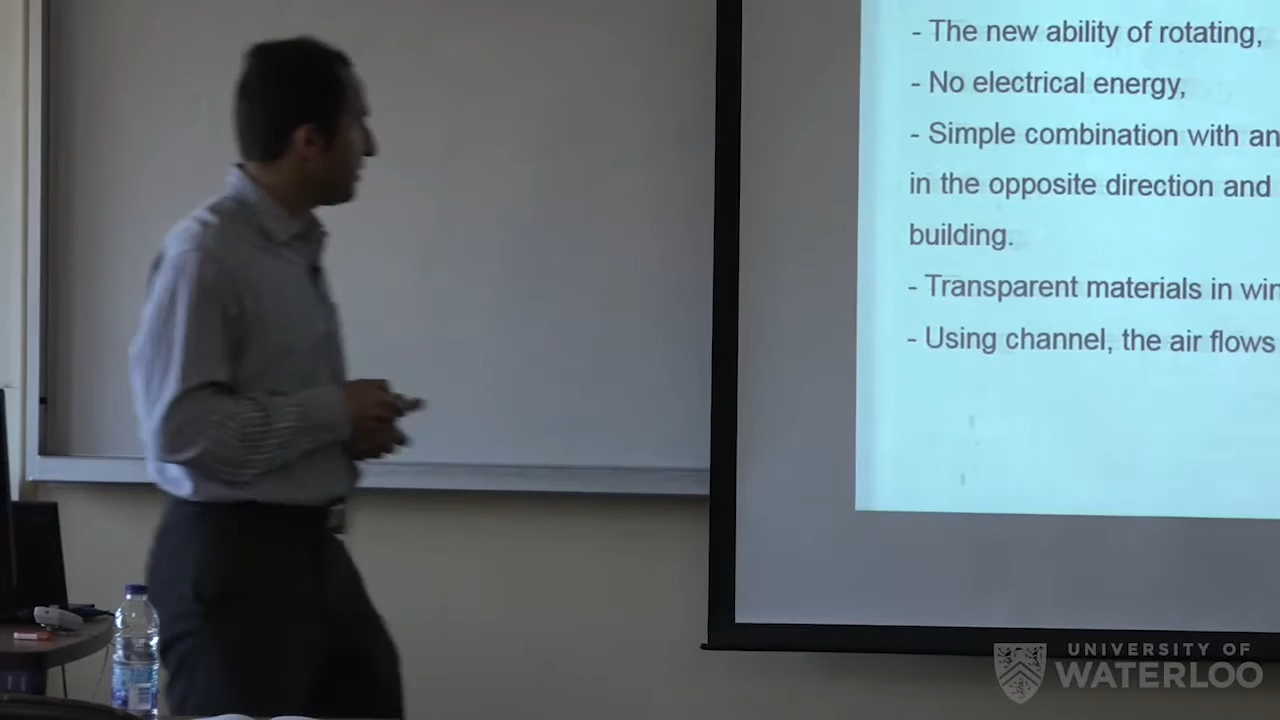 - The new ability of rotating,
- No electrical energy,
- Simple combination with an
in the opposite direction and
building.
- Transparent materials in
- Using channel, the air flows
UNIVERSITY OF
WATERLOO